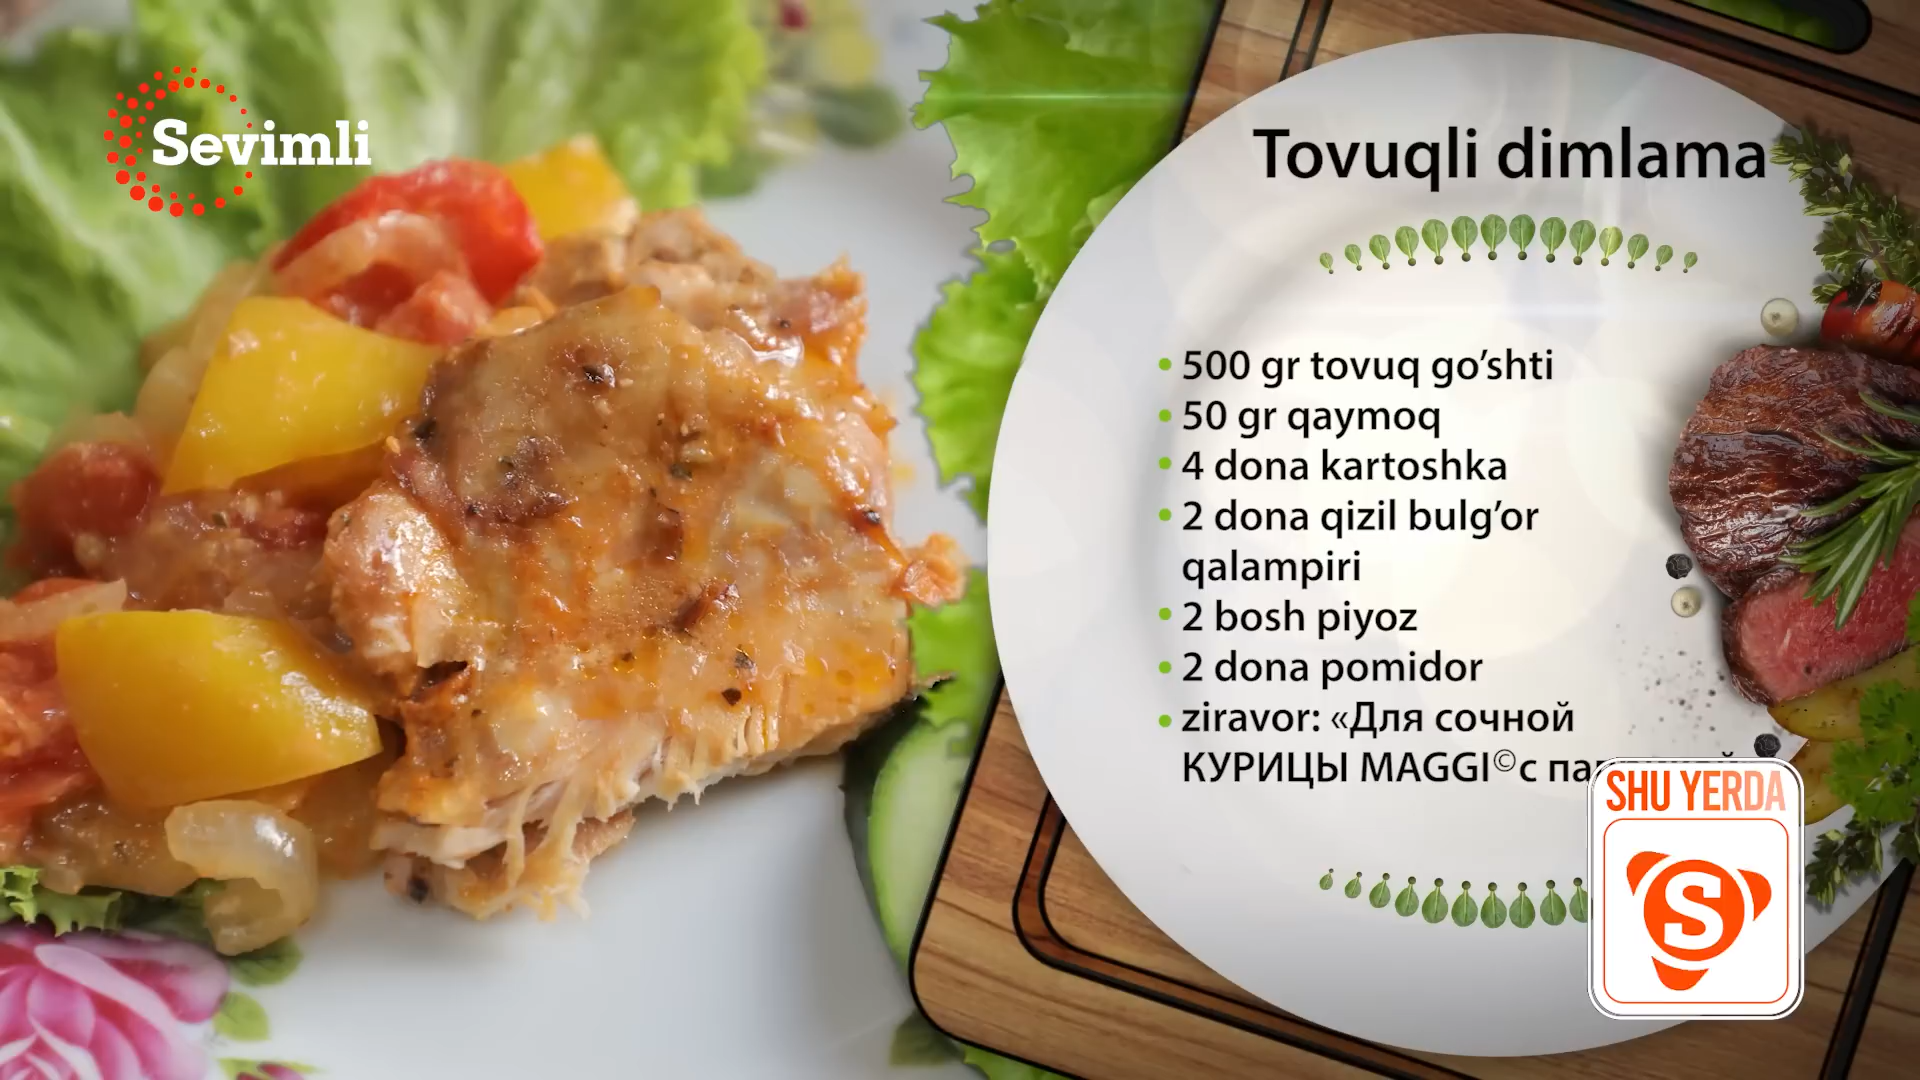 Sevimli
Tovuqli dimlama
• 500 gr tovuq go’shti
• 50 gr qaymoq
• 4 dona kartoshka
• 2 dona qizil bulg’or
qalampiri
• 2 bosh piyoz
• 2 dona pomidor
• ziravor: «Для сочной
КУРИЦЫ MAGGI© с
SHU YERDA
S